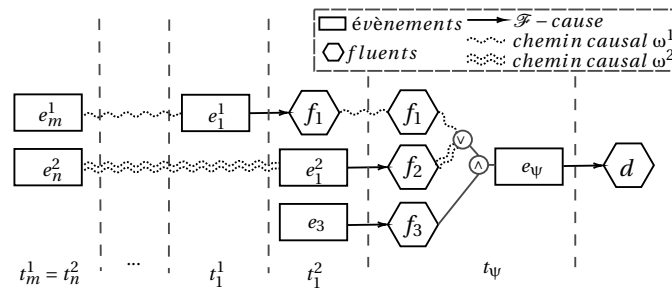 évènements ℱ – cause
fluents chemin causal ω¹
chemin causal ω²
e¹ₘ e¹₁ f₁ f₁
∨
e²ₙ e²₁ f₂ ∧ e_ψ d
e₃ f₃
t¹ₘ = t²ₙ ... t¹₁ t²₁ t_ψ